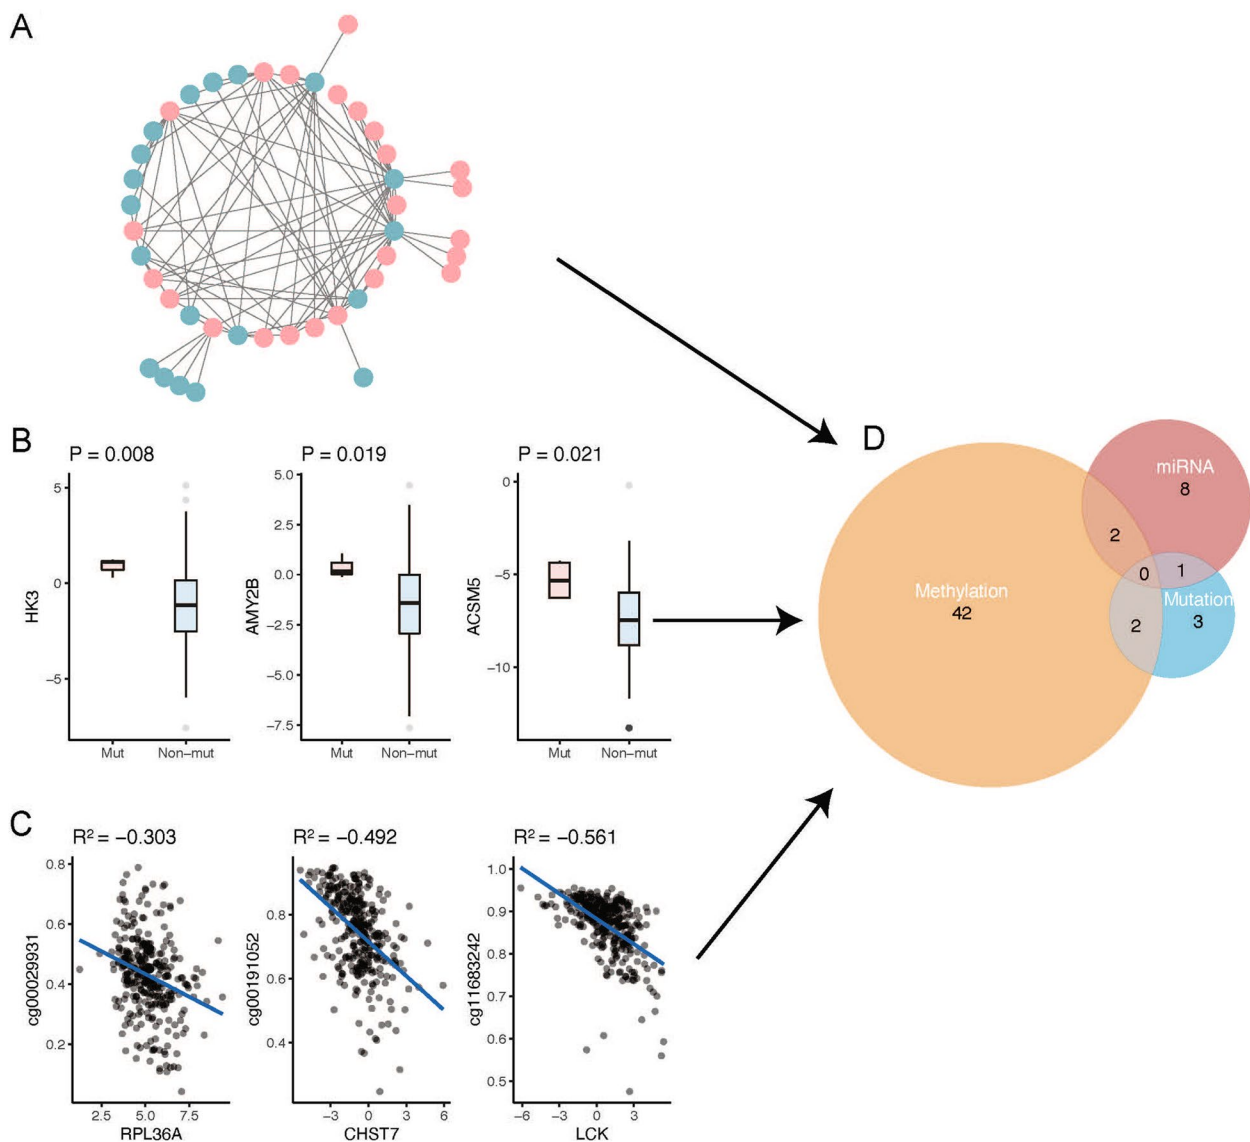 A
B
P = 0.008
P = 0.019
P = 0.021
HK3
5
0
−5
Mut
Non−mut
AMY2B
5.0
2.5
0.0
−2.5
−5.0
−7.5
Mut
Non−mut
ACSM5
0
−5
−10
Mut
Non−mut
C
R² = −0.303
R² = −0.492
R² = −0.561
cg00029931
0.8
0.6
0.4
0.2
2.5
5.0
7.5
RPL36A
cg00191052
0.8
0.6
0.4
−3
0
3
6
CHST7
cg11683242
1.0
0.9
0.8
0.7
0.6
0.5
−6
−3
0
3
LCK
D
miRNA
8
2
0
1
Methylation
42
Mutation
2
3